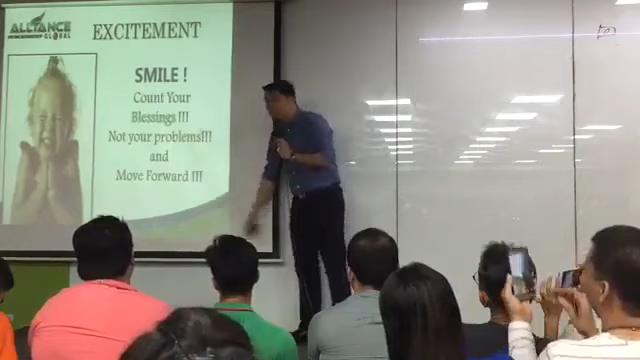 ALLIANCE
GLOBAL
EXCITEMENT
SMILE !
Count Your
Blessings !!!
Not your problems!!!
and
Move Forward !!!